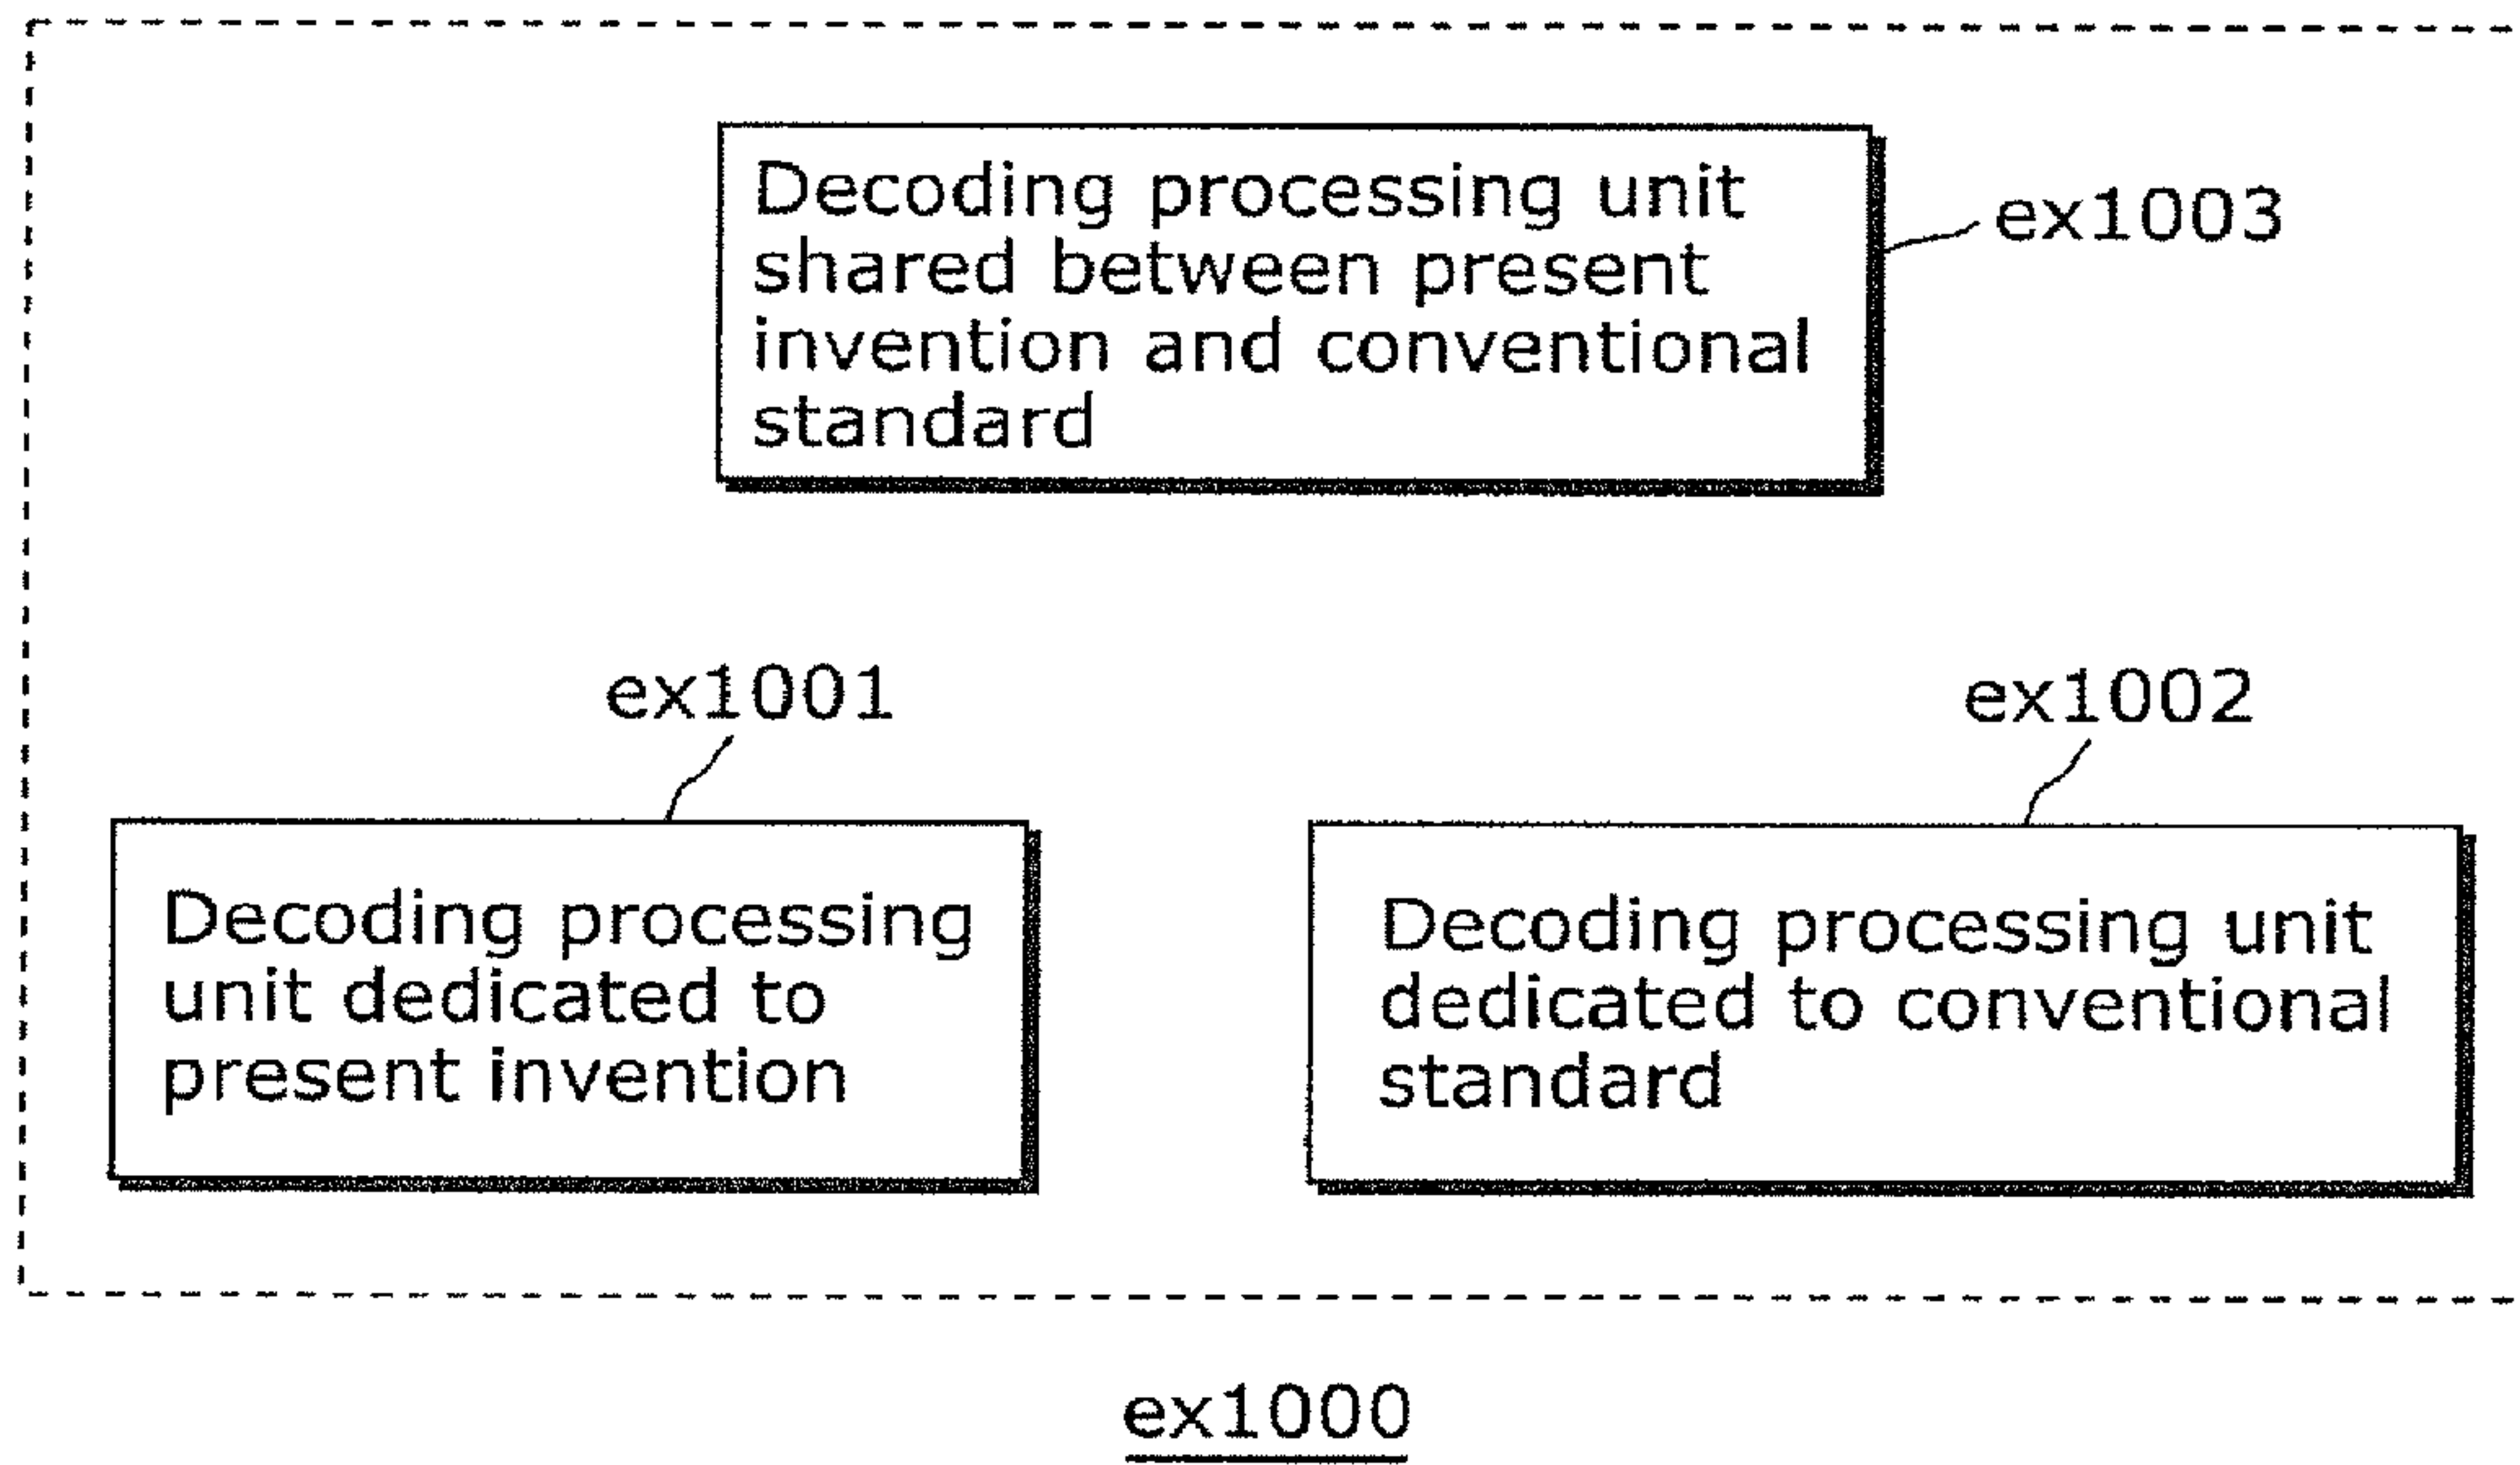 Decoding processing unit
shared between present
invention and conventional
standard
ex1003
ex1001
ex1002
Decoding processing
unit dedicated to
present invention
Decoding processing unit
dedicated to conventional
standard
ex1000